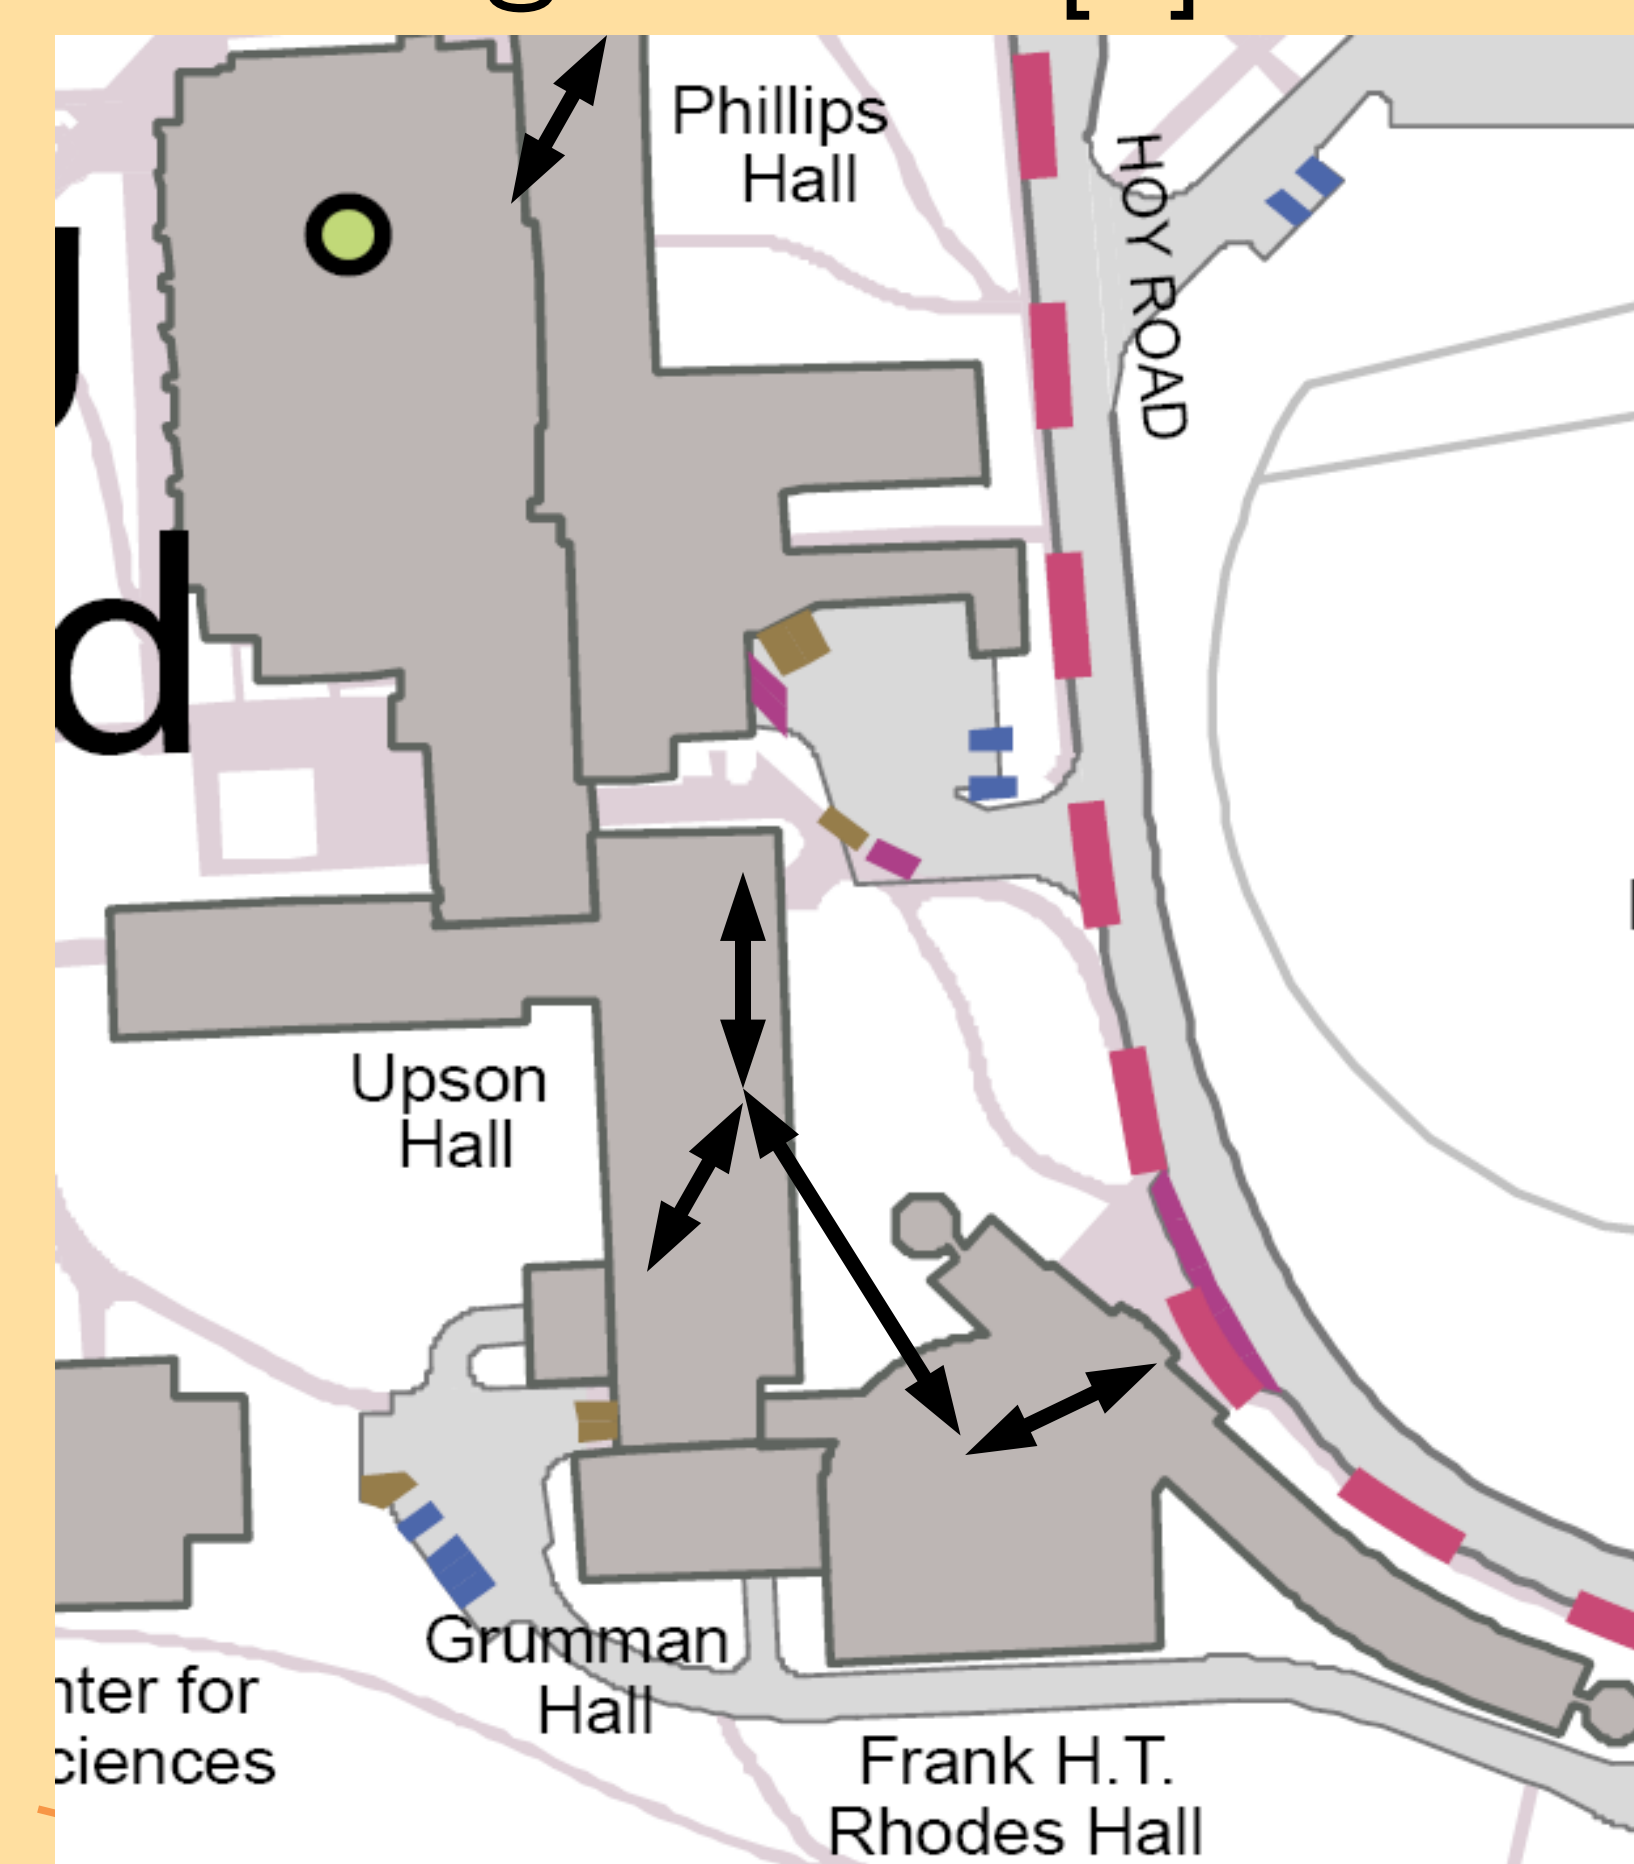 Phillips
Hall
HOY ROAD
d
Upson
Hall
Grumman
Hall
nter for
ciences
Frank H.T.
Rhodes Hall